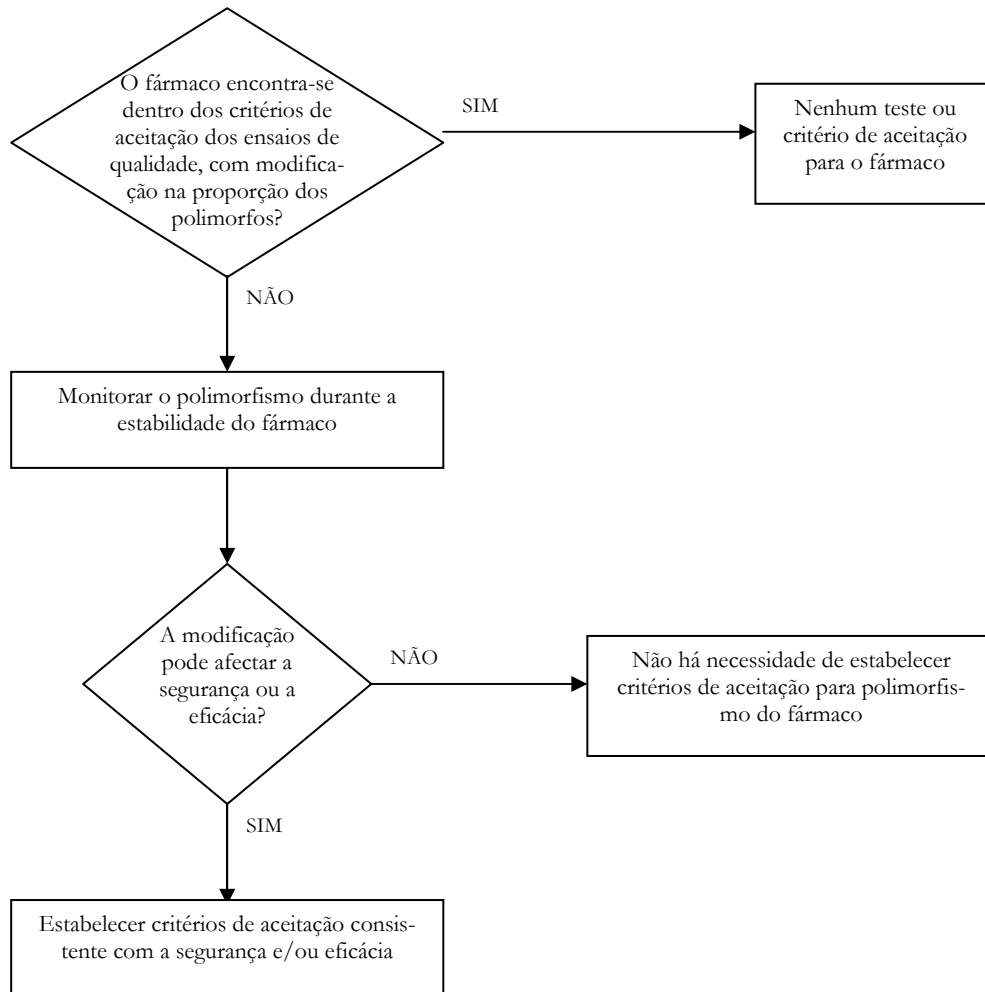 O fármaco encontra-se
dentro dos critérios de
aceitação dos ensaios de
qualidade, com modifica-
ção na proporção dos
polimorfos?
SIM
Nenhum teste ou
critério de aceitação
para o fármaco
NÃO
Monitorar o polimorfismo durante a
estabilidade do fármaco
A modificação
pode afectar a
segurança ou a
eficácia?
NÃO
Não há necessidade de estabelecer
critérios de aceitação para polimorfis-
mo do fármaco
SIM
Estabelecer critérios de aceitação consis-
tente com a segurança e/ou eficácia